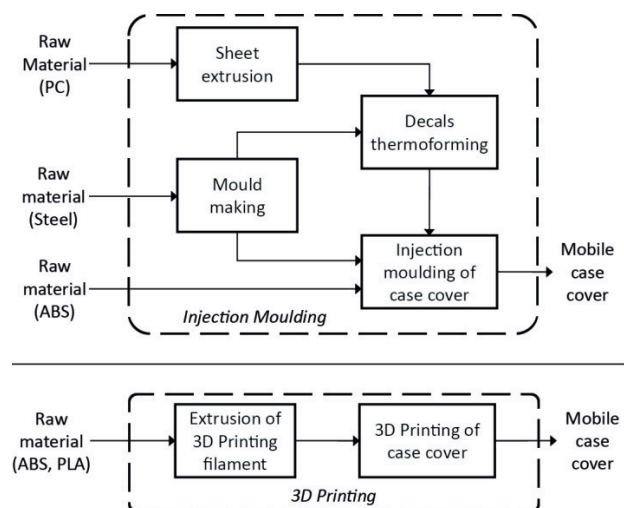 Raw
Material
(PC)
Sheet
extrusion
Decals
thermoforming
Raw
material
(Steel)
Mould
making
Raw
material
(ABS)
Injection
moulding of
case cover
Mobile
case
cover
Injection Moulding
Raw
material
(ABS, PLA)
Extrusion of
3D Printing
filament
3D Printing of
case cover
Mobile
case
cover
3D Printing